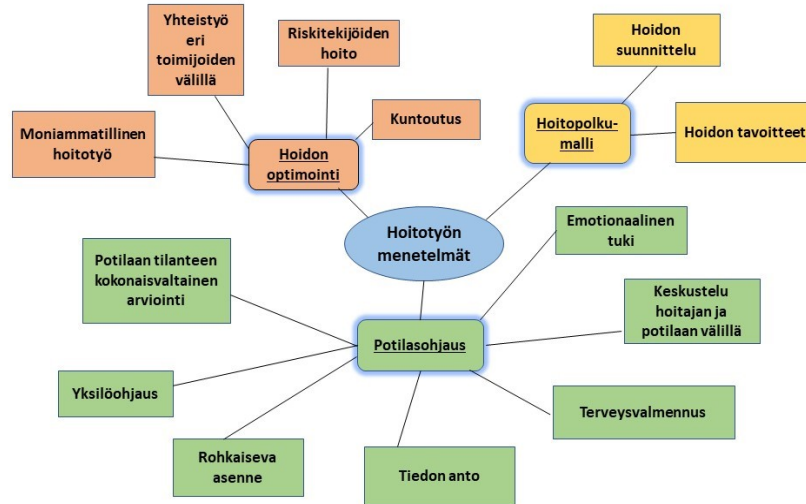 Yhteistyö
eri
toimijoiden
välillä
Riskitekijöiden
hoito
Hoidon
suunnittelu
Moniammatillinen
hoitotyö
Kuntoutus
Hoidon
optimointi
Hoitopolku-
malli
Hoidon tavoitteet
Hoitotyön
menetelmät
Emotionaalinen
tuki
Potilaan tilanteen
kokonaisvaltainen
arviointi
Keskustelu
hoitajan ja
potilaan välillä
Potilasohjaus
Yksilöohjaus
Terveysvalmennus
Rohkaiseva
asenne
Tiedon anto